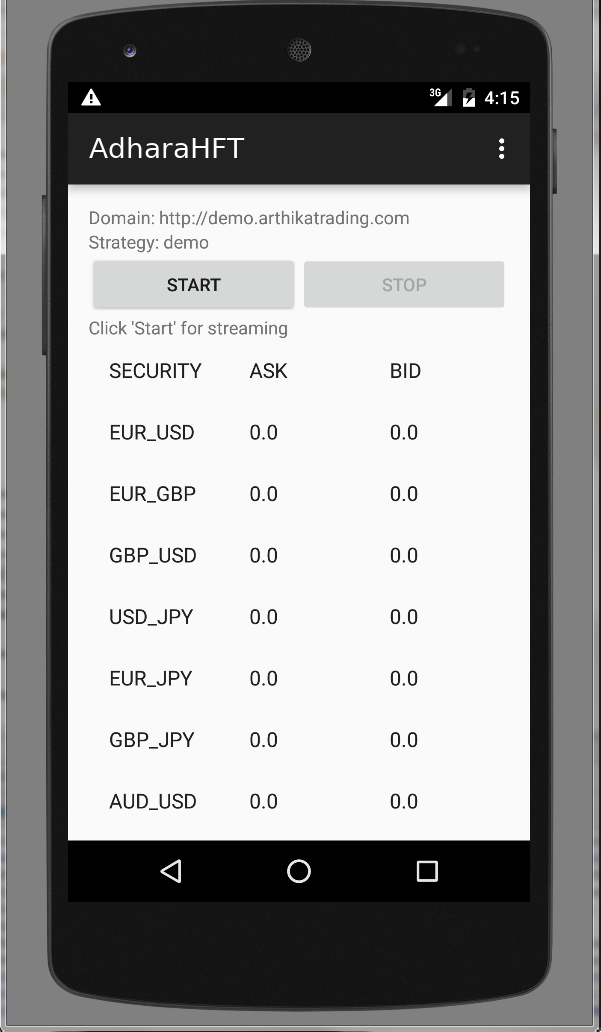 3G 4:15
AdharaHFT
Domain: http://demo.arthikatrading.com
Strategy: demo
START STOP
Click 'Start' for streaming
SECURITY ASK BID
EUR_USD 0.0 0.0
EUR_GBP 0.0 0.0
GBP_USD 0.0 0.0
USD_JPY 0.0 0.0
EUR_JPY 0.0 0.0
GBP_JPY 0.0 0.0
AUD_USD 0.0 0.0